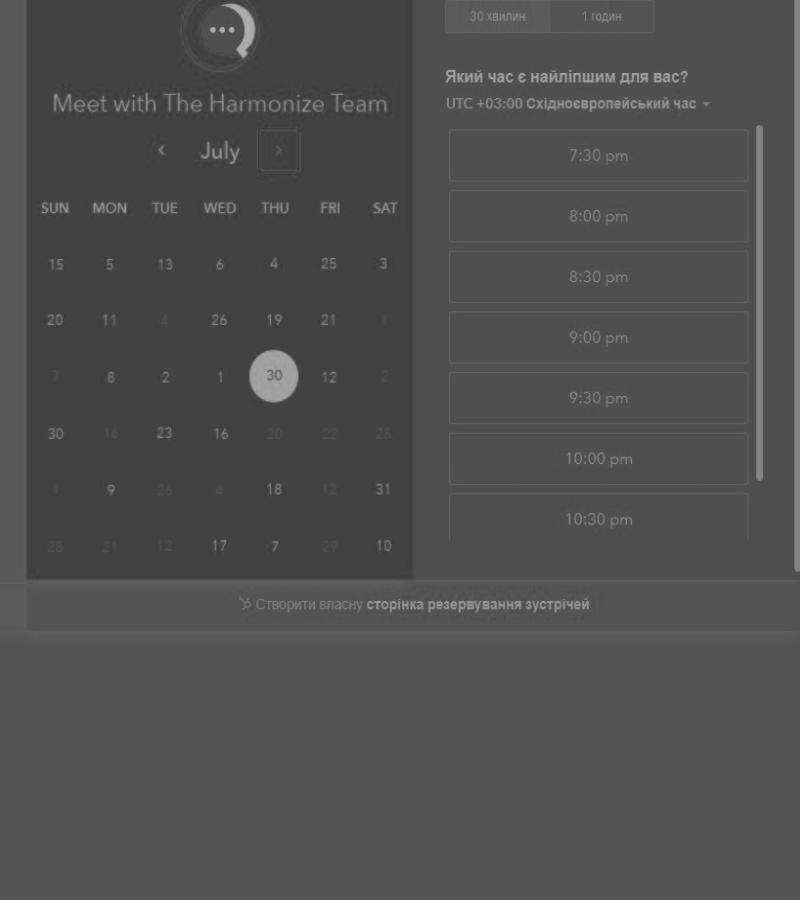 Meet with The Harmonize Team
July
SUN MON TUE WED THU FRI SAT
15 5 13 6 4 25 3
20 11 4 26 19 21 1
7 8 2 1 30 12 2
30 16 23 16 20 22 25
1 9 26 4 18 12 31
28 21 12 17 7 29 10
30 хвилин 1 годин
Який час є найліпшим для вас?
UTC +03:00 Східноєвропейський час
7:30 pm
8:00 pm
8:30 pm
9:00 pm
9:30 pm
10:00 pm
10:30 pm
Створити власну сторінка резервування зустрічей